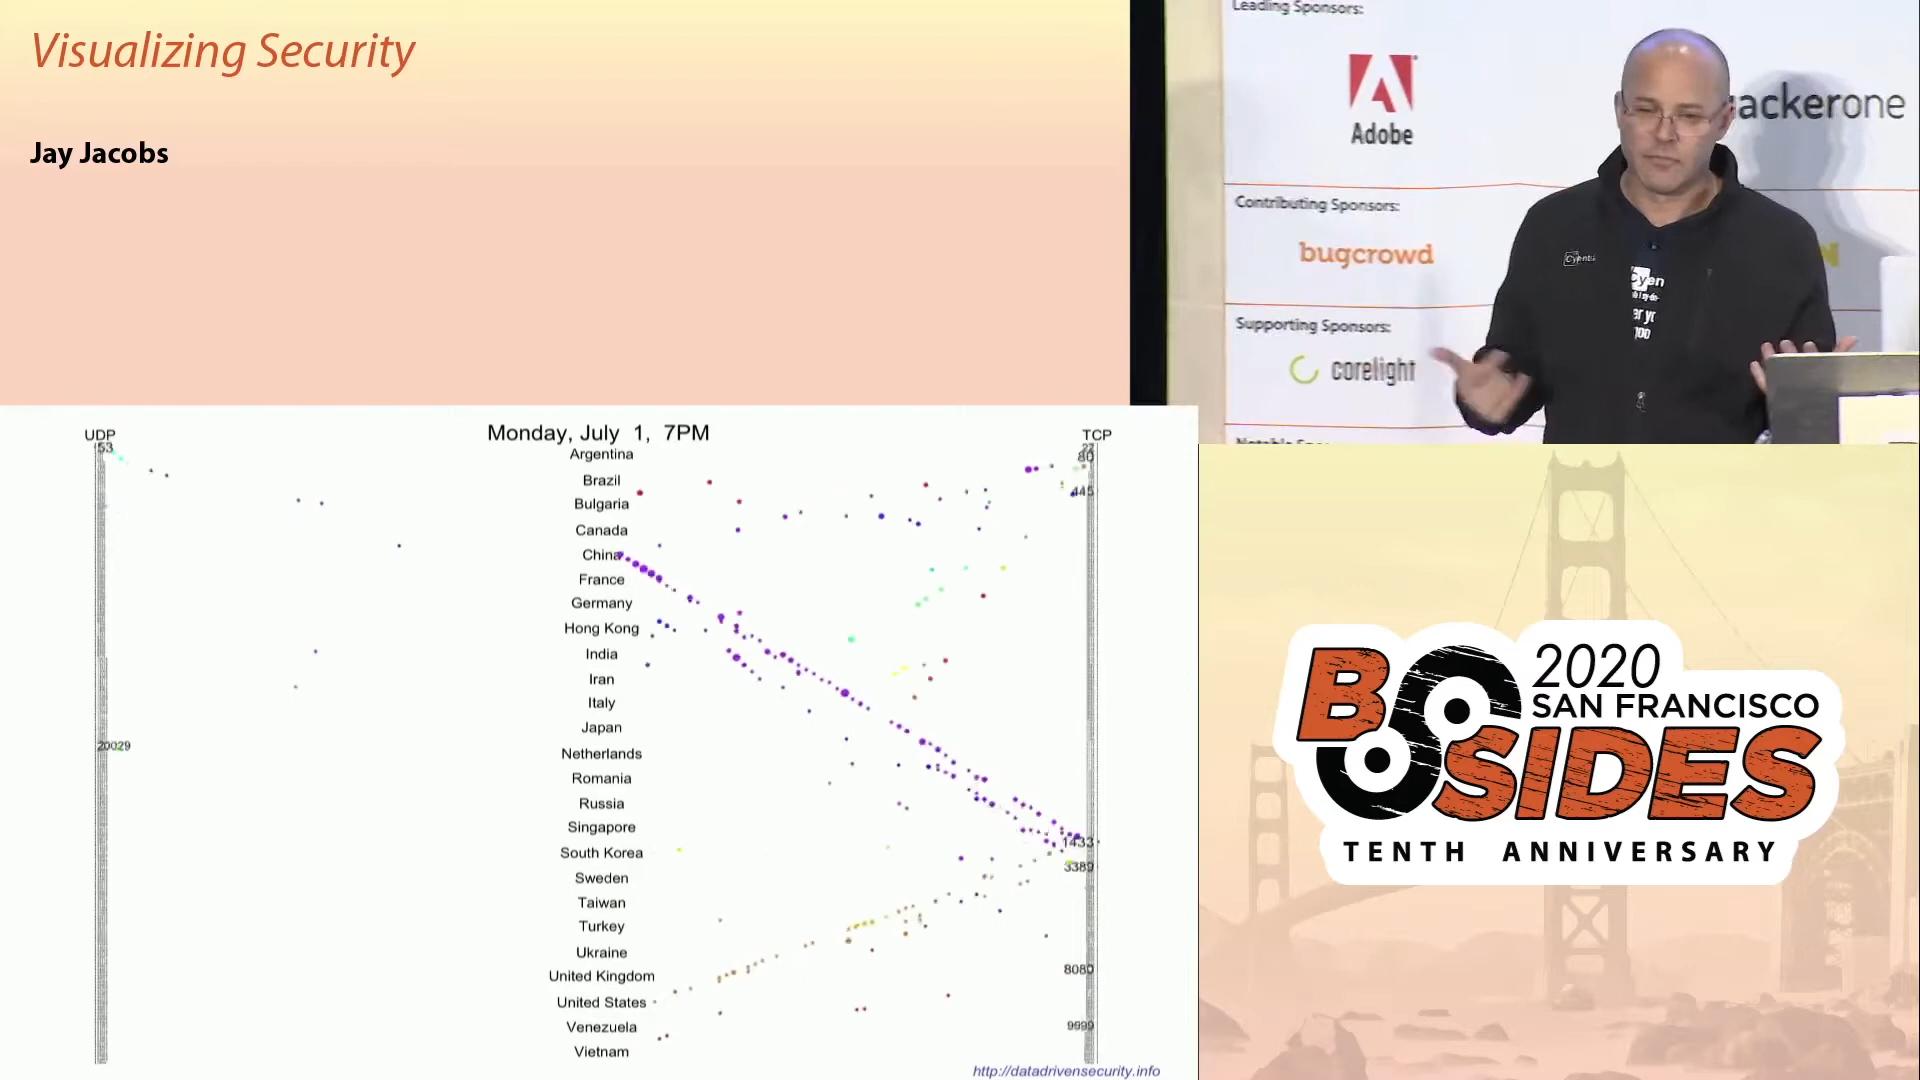 Visualizing Security
Jay Jacobs
Leading Sponsors:
Adobe
ackerone
Contributing Sponsors:
bugcrowd
Supporting Sponsors:
corelight
Monday, July 1, 7PM
UDP
TCP
53
80
445
1433
3389
8080
9999
20029
Argentina
Brazil
Bulgaria
Canada
China
France
Germany
Hong Kong
India
Iran
Italy
Japan
Netherlands
Romania
Russia
Singapore
South Korea
Sweden
Taiwan
Turkey
Ukraine
United Kingdom
United States
Venezuela
Vietnam
http://datadrivensecurity.info
2020
SAN FRANCISCO
BSIDES
TENTH ANNIVERSARY